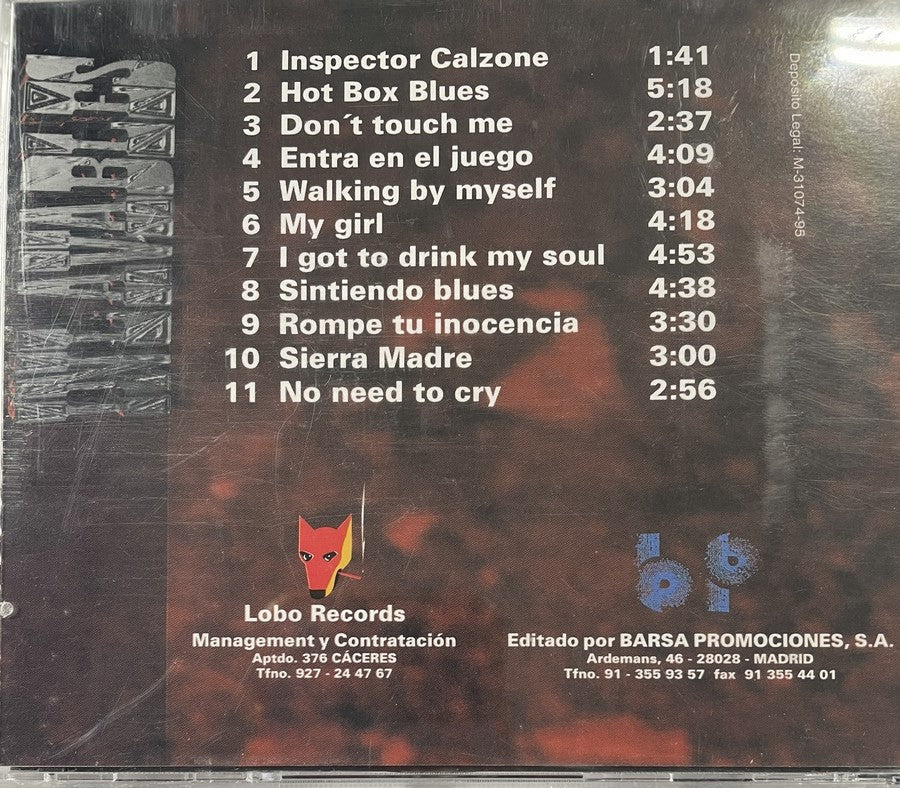 1 Inspector Calzone 1:41
2 Hot Box Blues 5:18
3 Don´t touch me 2:37
4 Entra en el juego 4:09
5 Walking by myself 3:04
6 My girl 4:18
7 I got to drink my soul 4:53
8 Sintiendo blues 4:38
9 Rompe tu inocencia 3:30
10 Sierra Madre 3:00
11 No need to cry 2:56
Deposito Legal: M-31074-95
Lobo Records
Management y Contratación
Aptdo. 376 CÁCERES
Tfno. 927 - 24 47 67
Editado por BARSA PROMOCIONES, S.A.
Ardemans, 46 - 28028 - MADRID
Tfno. 91 - 355 93 57 fax 91 355 44 01